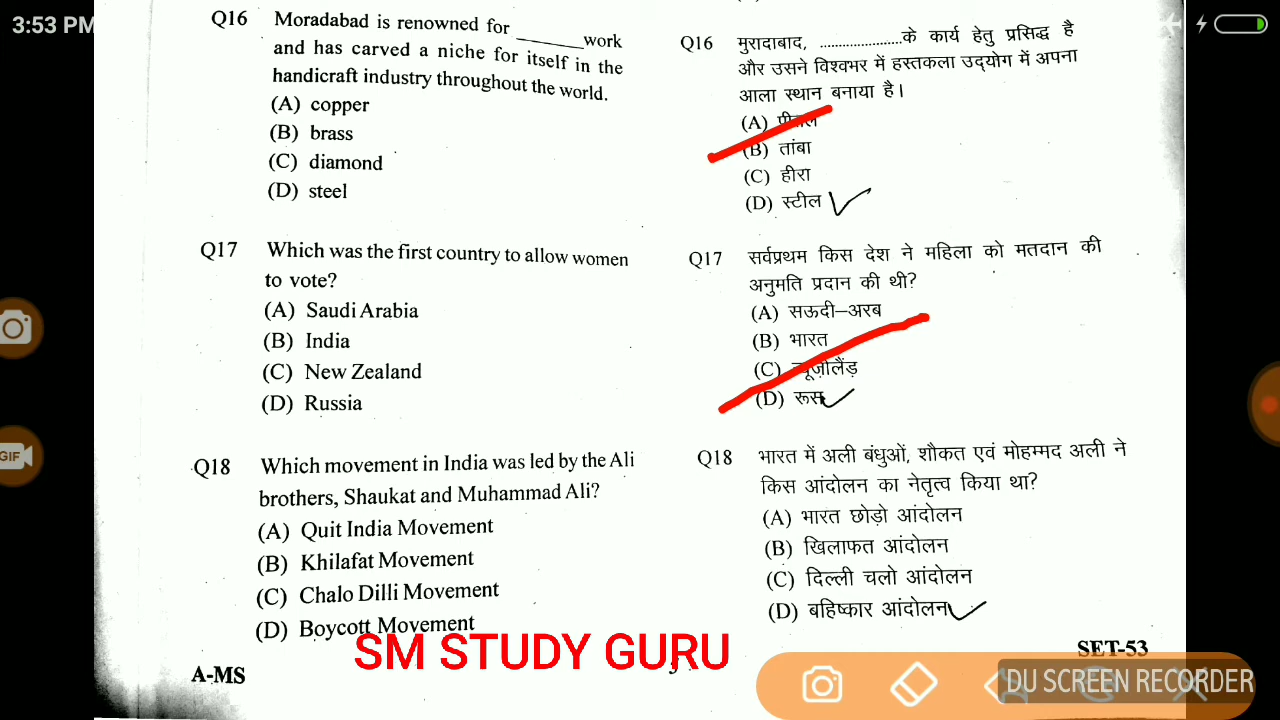 3:53 PM
Q16 Moradabad is renowned for ______work
and has carved a niche for itself in the
handicraft industry throughout the world.
(A) copper
(B) brass
(C) diamond
(D) steel
Q17 Which was the first country to allow women
to vote?
(A) Saudi Arabia
(B) India
(C) New Zealand
(D) Russia
Q18 Which movement in India was led by the Ali
brothers, Shaukat and Muhammad Ali?
(A) Quit India Movement
(B) Khilafat Movement
(C) Chalo Dilli Movement
(D) Boycott Movement
A-MS
Q16 मुरादाबाद, .....................के कार्य हेतु प्रसिद्ध है
और उसने विश्वभर में हस्तकला उद्योग में अपना
आला स्थान बनाया है।
(A) पीतल
(B) तांबा
(C) हीरा
(D) स्टील
Q17 सर्वप्रथम किस देश ने महिला को मतदान की
अनुमति प्रदान की थी?
(A) सऊदी–अरब
(B) भारत
(C) न्यूज़ीलैंड़
(D) रूस
Q18 भारत में अली बंधुओं, शौकत एवं मोहम्मद अली ने
किस आंदोलन का नेतृत्व किया था?
(A) भारत छोड़ो आंदोलन
(B) खिलाफत आंदोलन
(C) दिल्ली चलो आंदोलन
(D) बहिष्कार आंदोलन
SET-53
SM STUDY GURU
GIF
DU SCREEN RECORDER